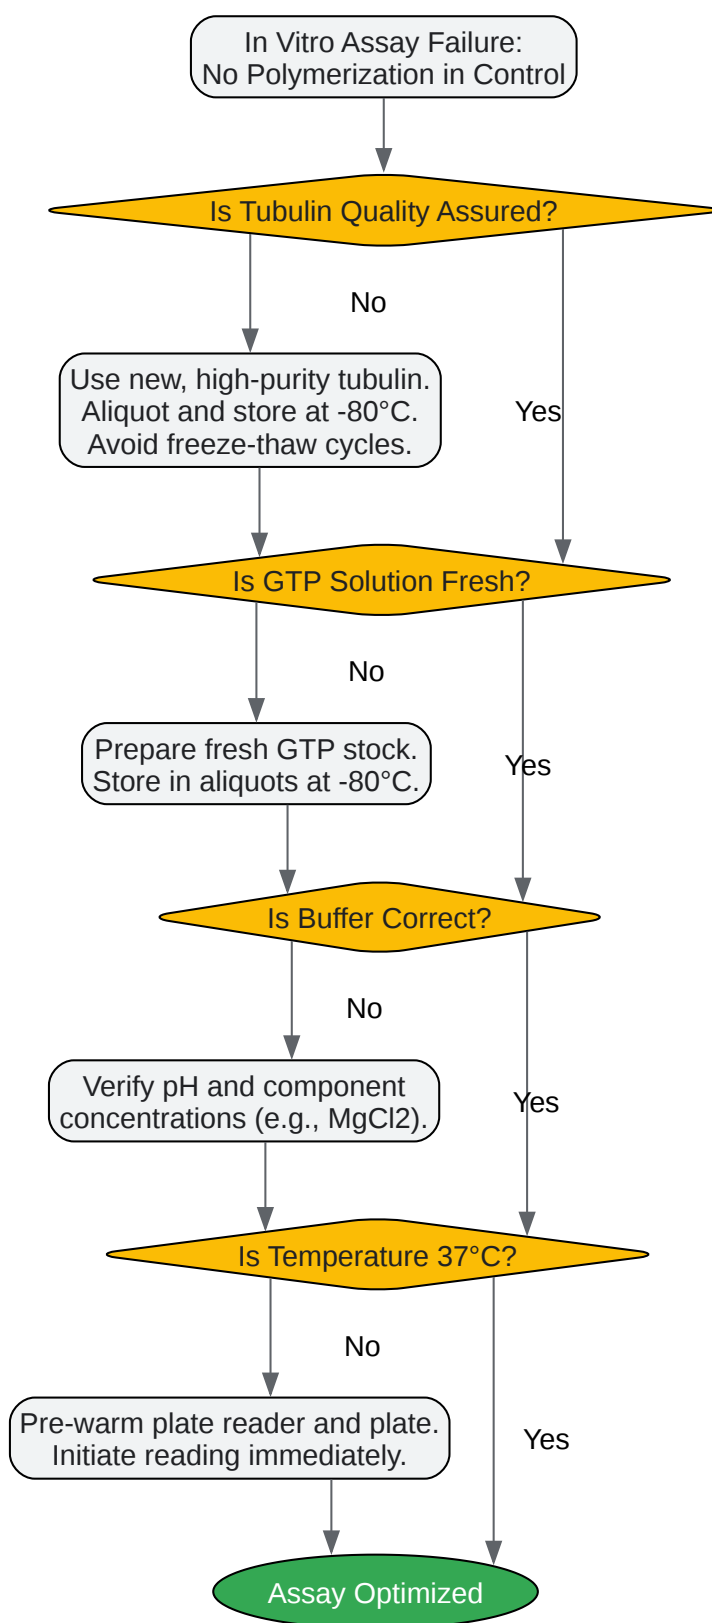 In Vitro Assay Failure:
No Polymerization in Control
Is Tubulin Quality Assured?
No
Use new, high-purity tubulin.
Aliquot and store at -80°C.
Avoid freeze-thaw cycles.
Yes
Is GTP Solution Fresh?
No
Prepare fresh GTP stock.
Store in aliquots at -80°C.
Yes
Is Buffer Correct?
No
Verify pH and component
concentrations (e.g., MgCl2).
Yes
Is Temperature 37°C?
No
Pre-warm plate reader and plate.
Initiate reading immediately.
Yes
Assay Optimized